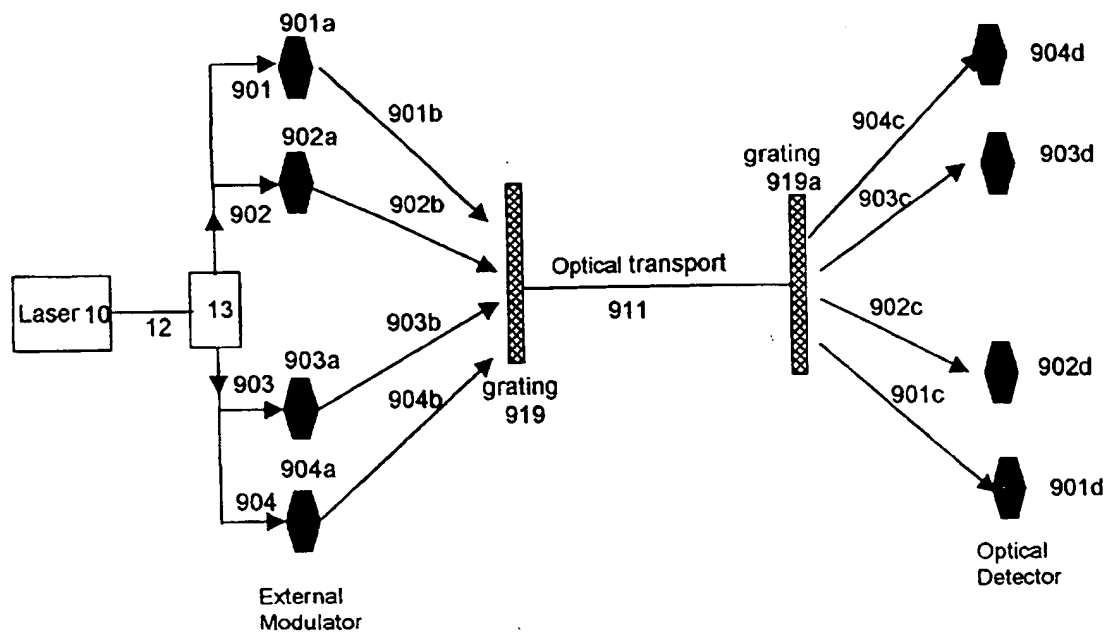 901a
901
901b
902a
902
902b
Laser 10
12
13
903a
903
903b
904a
904
904b
grating
919
External
Modulator
Optical transport
911
grating
919a
904c
904d
903c
903d
902c
902d
901c
901d
Optical
Detector